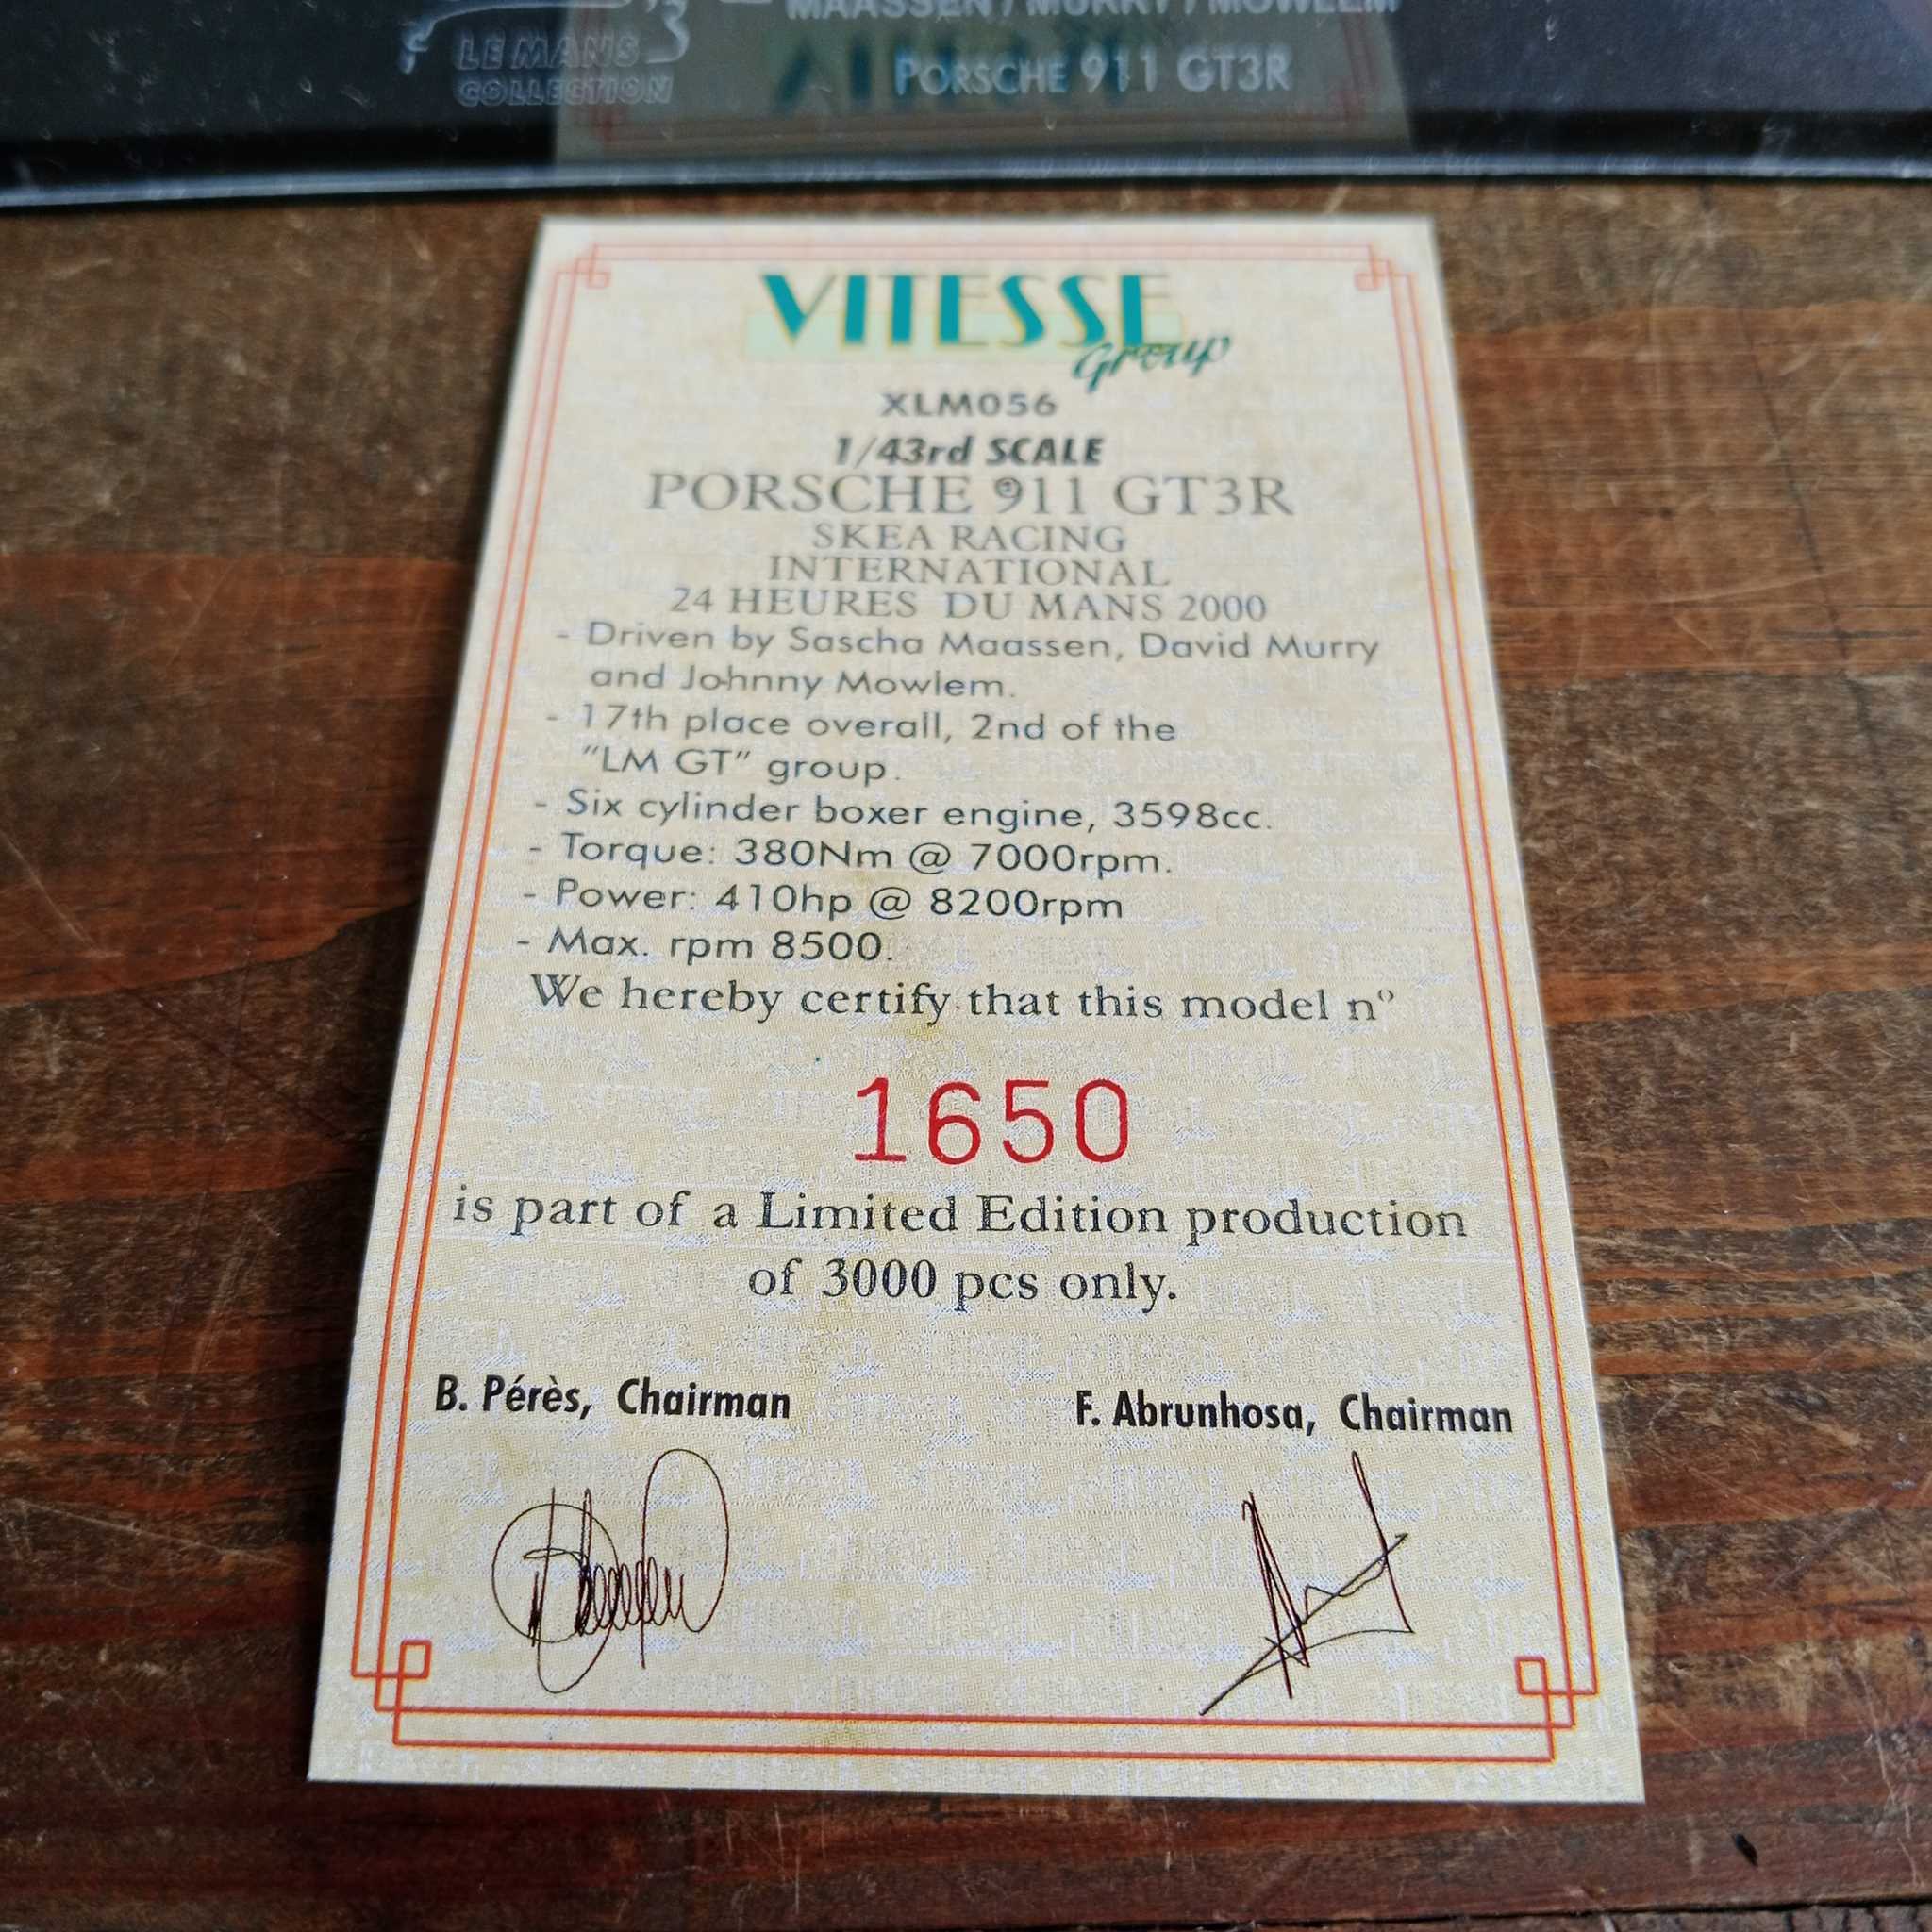 MAASSEN / MURRY / MOWLEM
LE MANS
COLLECTION
PORSCHE 911 GT3R
VITESSE
Group
XLM056
1/43rd SCALE
PORSCHE 911 GT3R
SKEA RACING
INTERNATIONAL
24 HEURES DU MANS 2000
- Driven by Sascha Maassen, David Murry
and Johnny Mowlem.
- 17th place overall, 2nd of the
"LM GT" group.
- Six cylinder boxer engine, 3598cc.
- Torque: 380Nm @ 7000rpm.
- Power: 410hp @ 8200rpm
- Max. rpm 8500.
We hereby certify that this model nº
1650
is part of a Limited Edition production
of 3000 pcs only.
B. Pérès, Chairman
F. Abrunhosa, Chairman